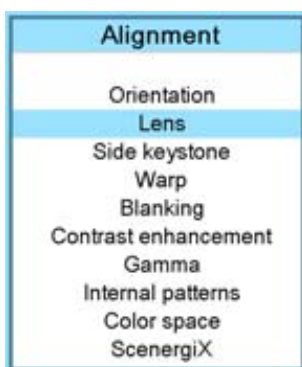 Alignment
Orientation
Lens
Side keystone
Warp
Blanking
Contrast enhancement
Gamma
Internal patterns
Color space
ScenergiX